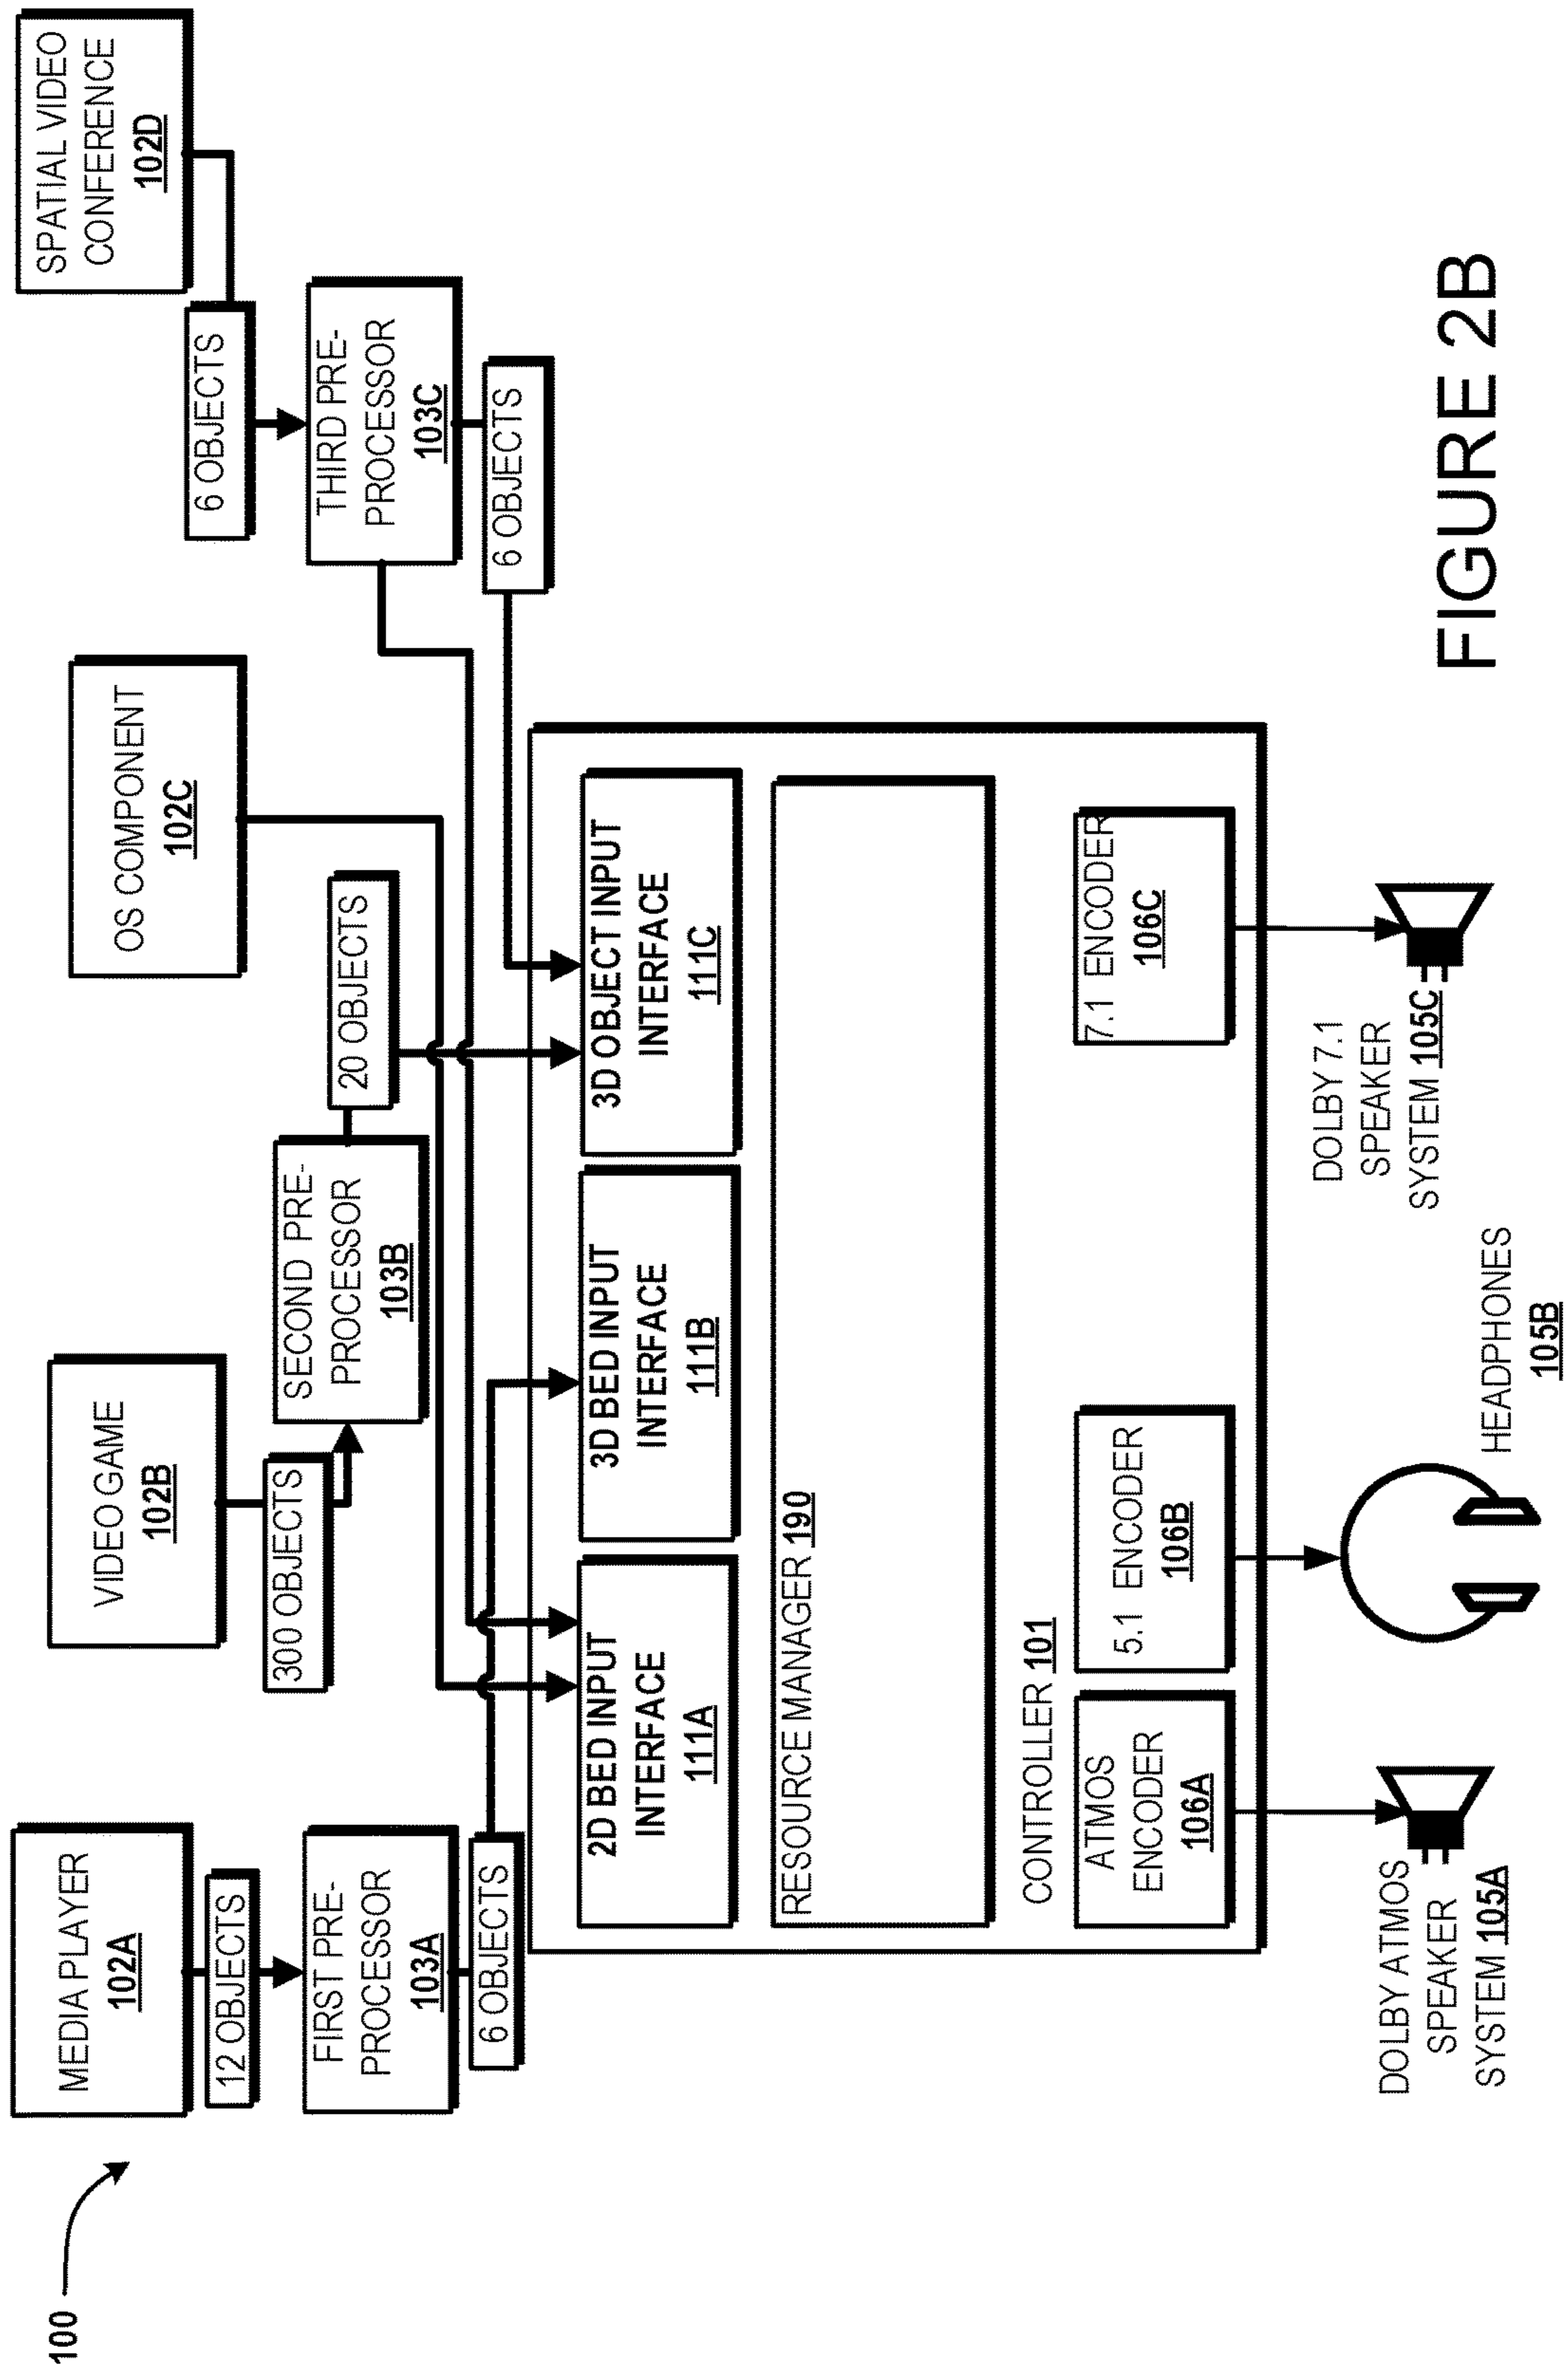 100
MEDIA PLAYER
102A
VIDEO GAME
102B
OS COMPONENT
102C
SPATIAL VIDEO
CONFERENCE
102D
12 OBJECTS
300 OBJECTS
6 OBJECTS
FIRST PRE-
PROCESSOR
103A
SECOND PRE-
PROCESSOR
103B
20 OBJECTS
THIRD PRE-
PROCESSOR
103C
6 OBJECTS
6 OBJECTS
2D BED INPUT
INTERFACE
111A
3D BED INPUT
INTERFACE
111B
3D OBJECT INPUT
INTERFACE
111C
RESOURCE MANAGER 190
CONTROLLER 101
ATMOS
ENCODER
106A
5.1 ENCODER
106B
7.1 ENCODER
106C
DOLBY ATMOS
SPEAKER
SYSTEM 105A
HEADPHONES
105B
DOLBY 7.1
SPEAKER
SYSTEM 105C
FIGURE 2B